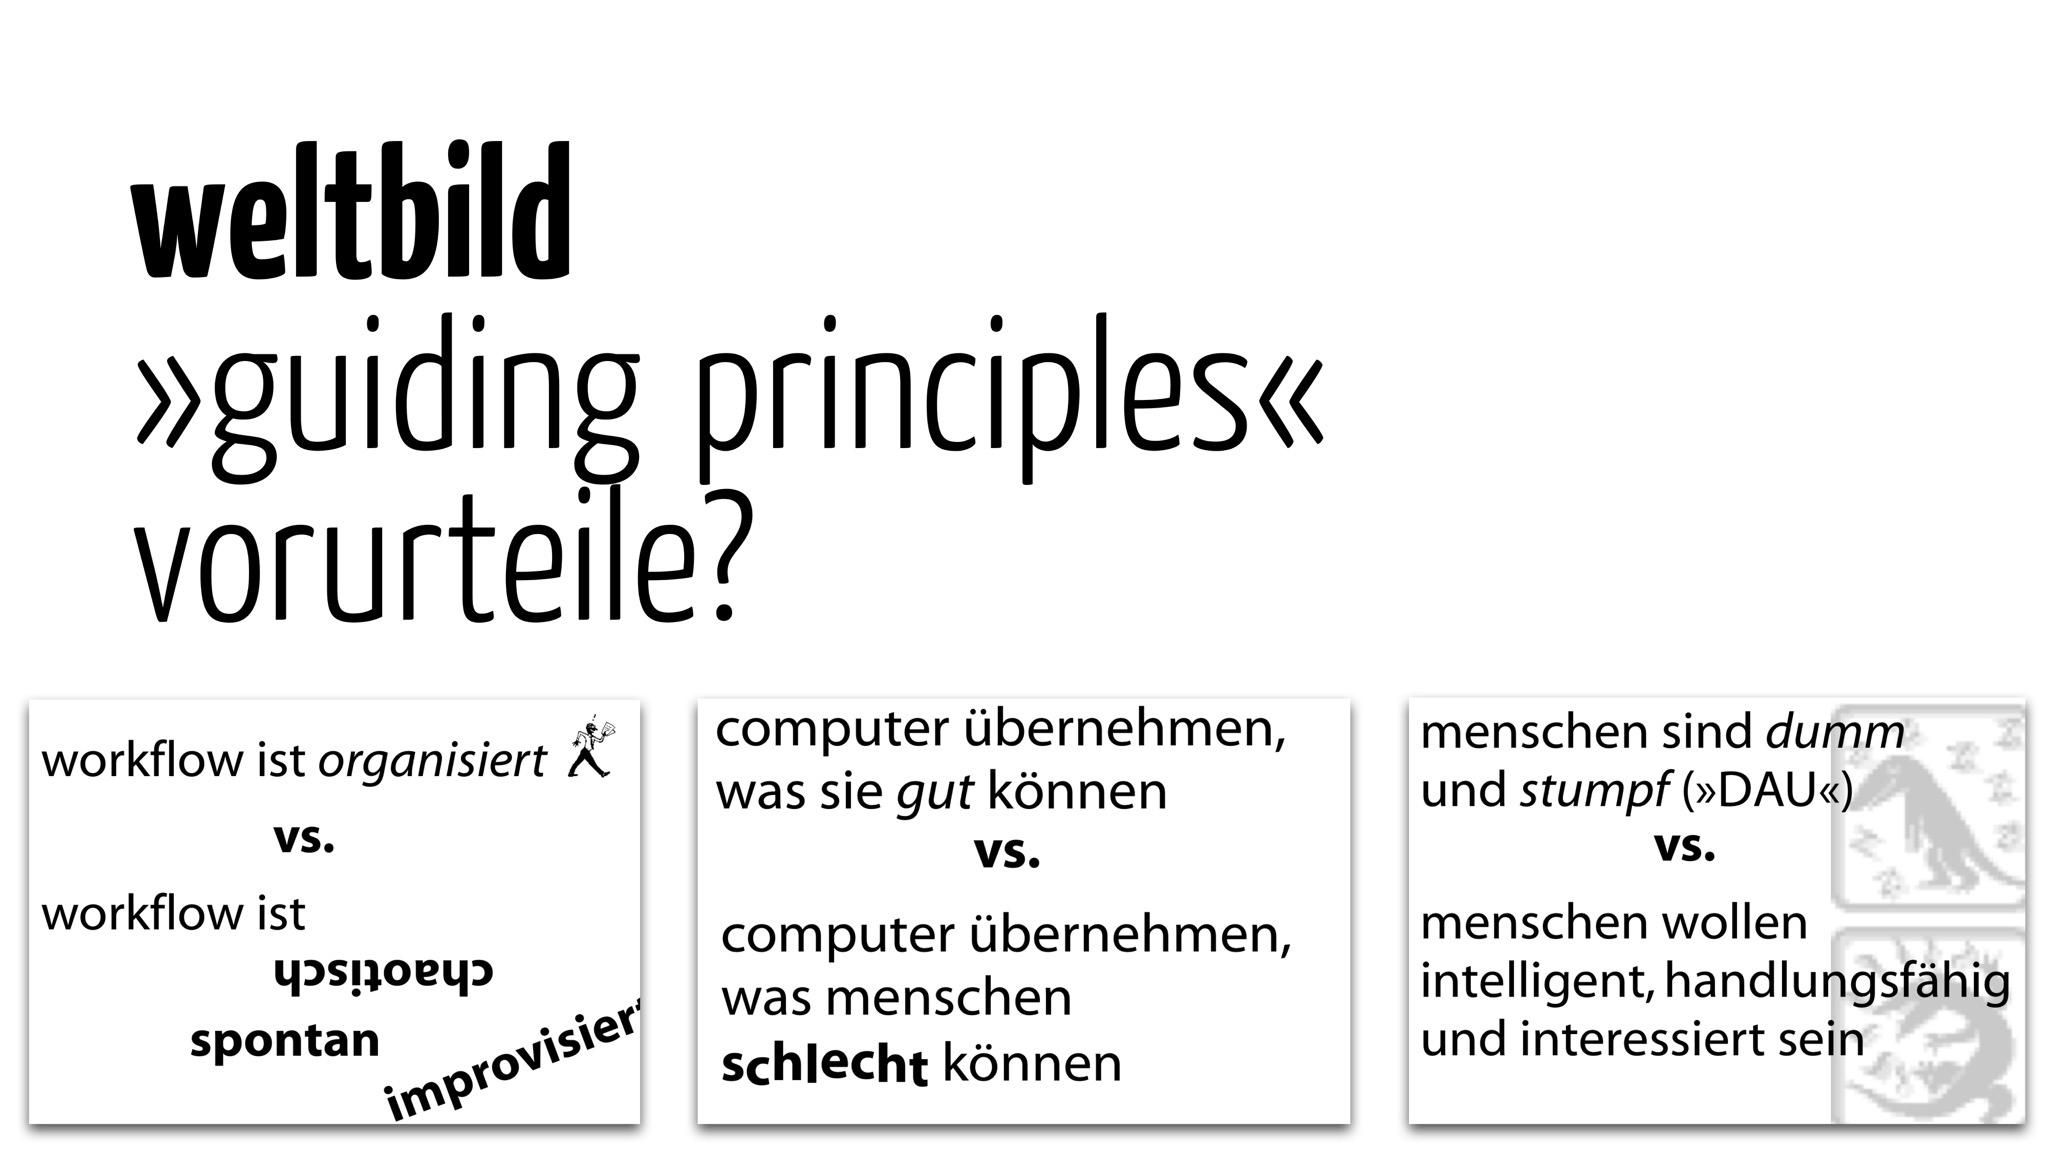 weltbild
»guiding principles«
vorurteile?
workflow ist organisiert
vs.
workflow ist
chaotisch
spontan
improvisiert
computer übernehmen,
was sie gut können
vs.
computer übernehmen,
was menschen
schlecht können
menschen sind dumm
und stumpf (»DAU«)
vs.
menschen wollen
intelligent, handlungsfähig
und interessiert sein